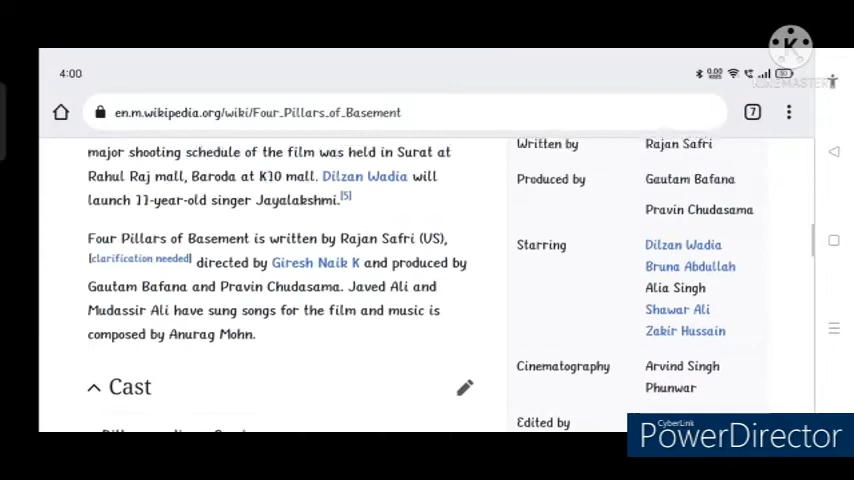 4:00
0.00
50
KINEMASTER
en.m.wikipedia.org/wiki/Four_Pillars_of_Basement
7
major shooting schedule of the film was held in Surat at
Rahul Raj mall, Baroda at K10 mall. Dilzan Wadia will
launch 11-year-old singer Jayalakshmi.[5]
Four Pillars of Basement is written by Rajan Safri (US),
[clarification needed] directed by Giresh Naik K and produced by
Gautam Bafana and Pravin Chudasama. Javed Ali and
Mudassir Ali have sung songs for the film and music is
composed by Anurag Mohn.
Cast
Written by Rajan Safri
Produced by Gautam Bafana
Pravin Chudasama
Starring Dilzan Wadia
Bruna Abdullah
Alia Singh
Shawar Ali
Zakir Hussain
Cinematography Arvind Singh
Phunwar
Edited by
CyberLink
PowerDirector